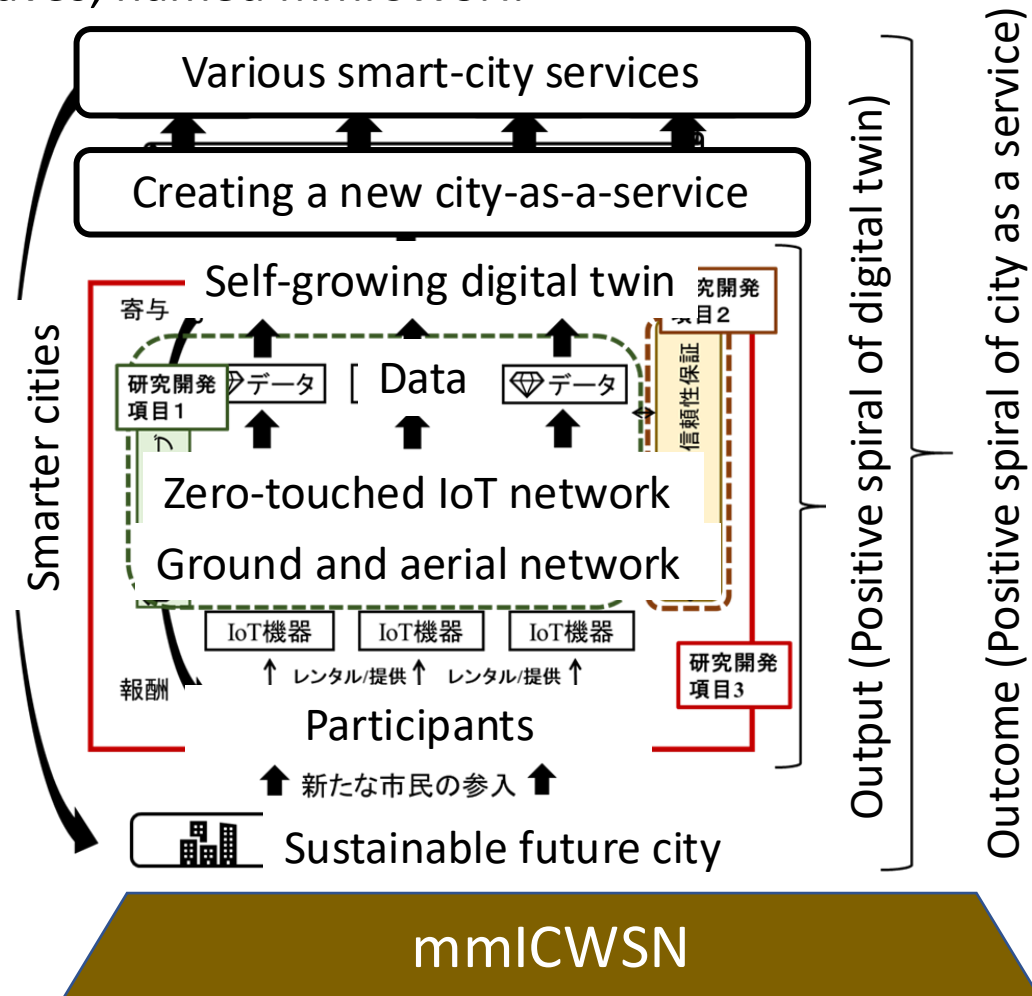 Various smart-city services
Creating a new city-as-a-service
Self-growing digital twin
寄与
研究開発
項目2
研究開発
項目1
データ
Data
データ
信頼性保証
Zero-touched IoT network
Ground and aerial network
IoT機器
IoT機器
IoT機器
レンタル/提供
レンタル/提供
報酬
研究開発
項目3
Participants
新たな市民の参入
Sustainable future city
mmICWSN
Smarter cities
Output (Positive spiral of digital twin)
Outcome (Positive spiral of city as a service)